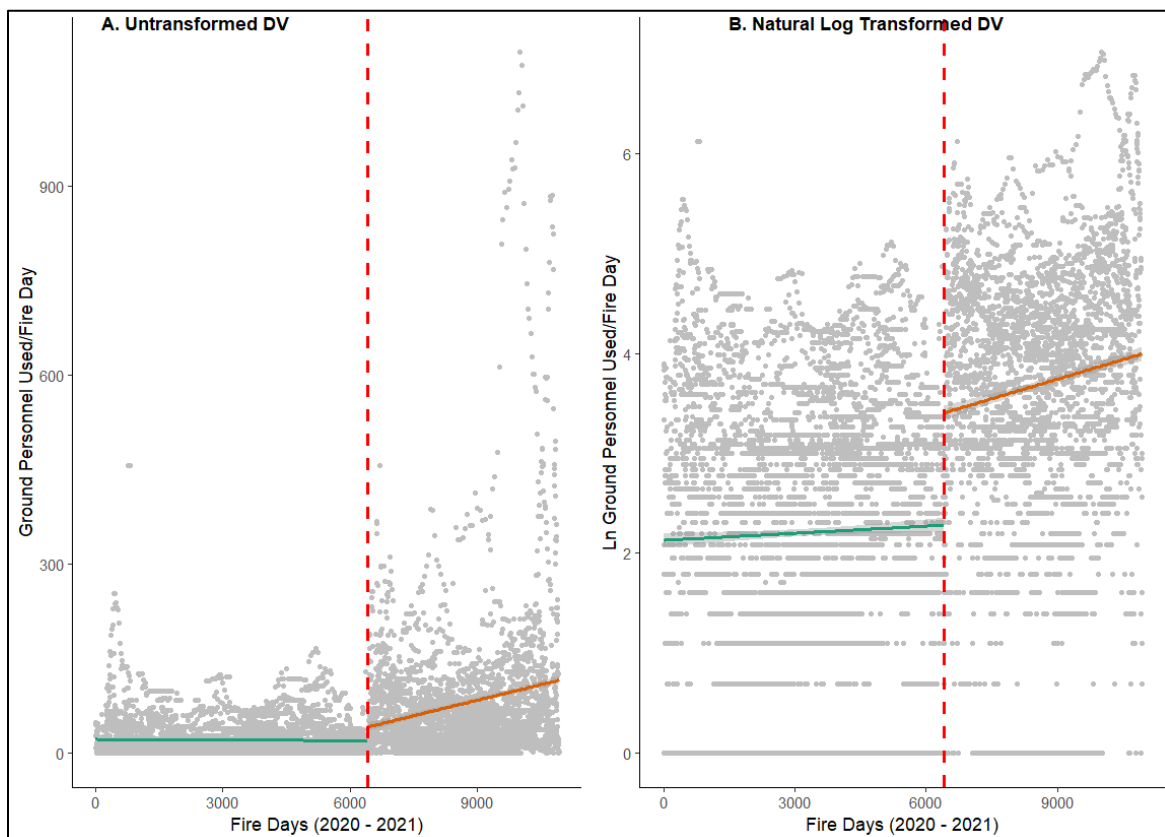 A. Untransformed DV
Ground Personnel Used/Fire Day
900
600
300
0
0 3000 6000 9000
Fire Days (2020 - 2021)
B. Natural Log Transformed DV
Ln Ground Personnel Used/Fire Day
6
4
2
0
0 3000 6000 9000
Fire Days (2020 - 2021)